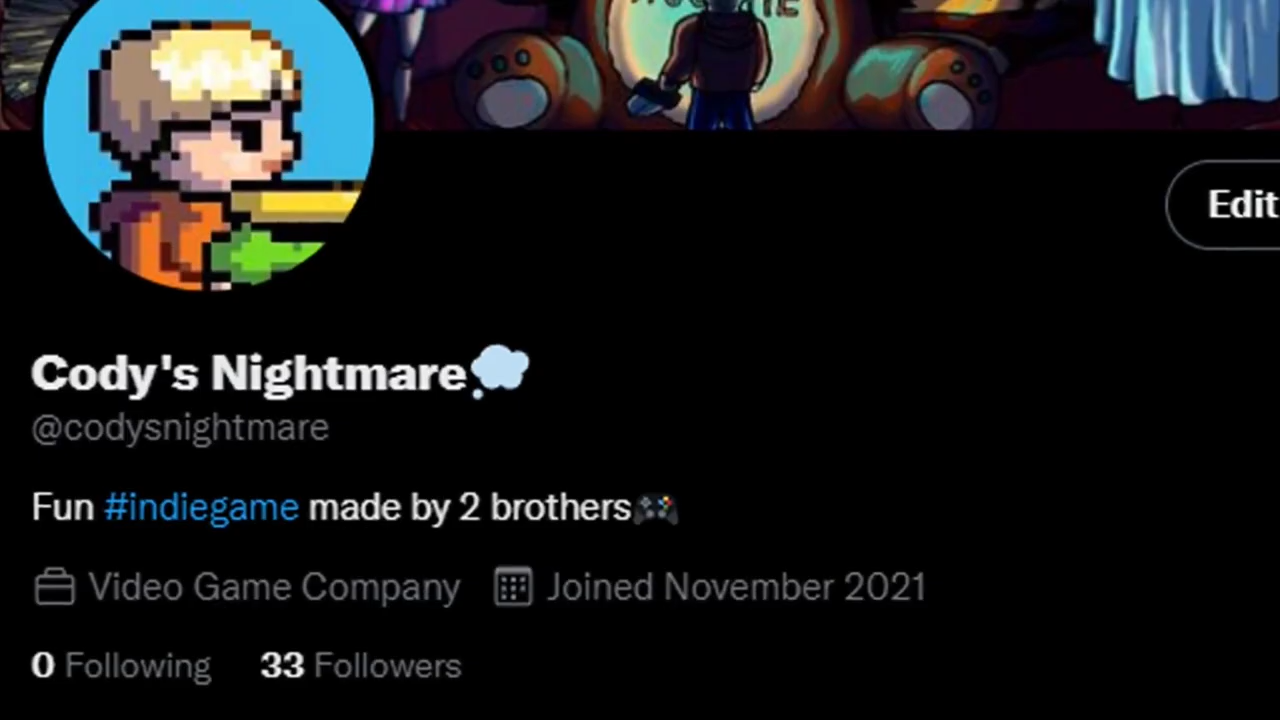 Edit
Cody's Nightmare
@codysnightmare
Fun #indiegame made by 2 brothers
Video Game Company Joined November 2021
0 Following 33 Followers